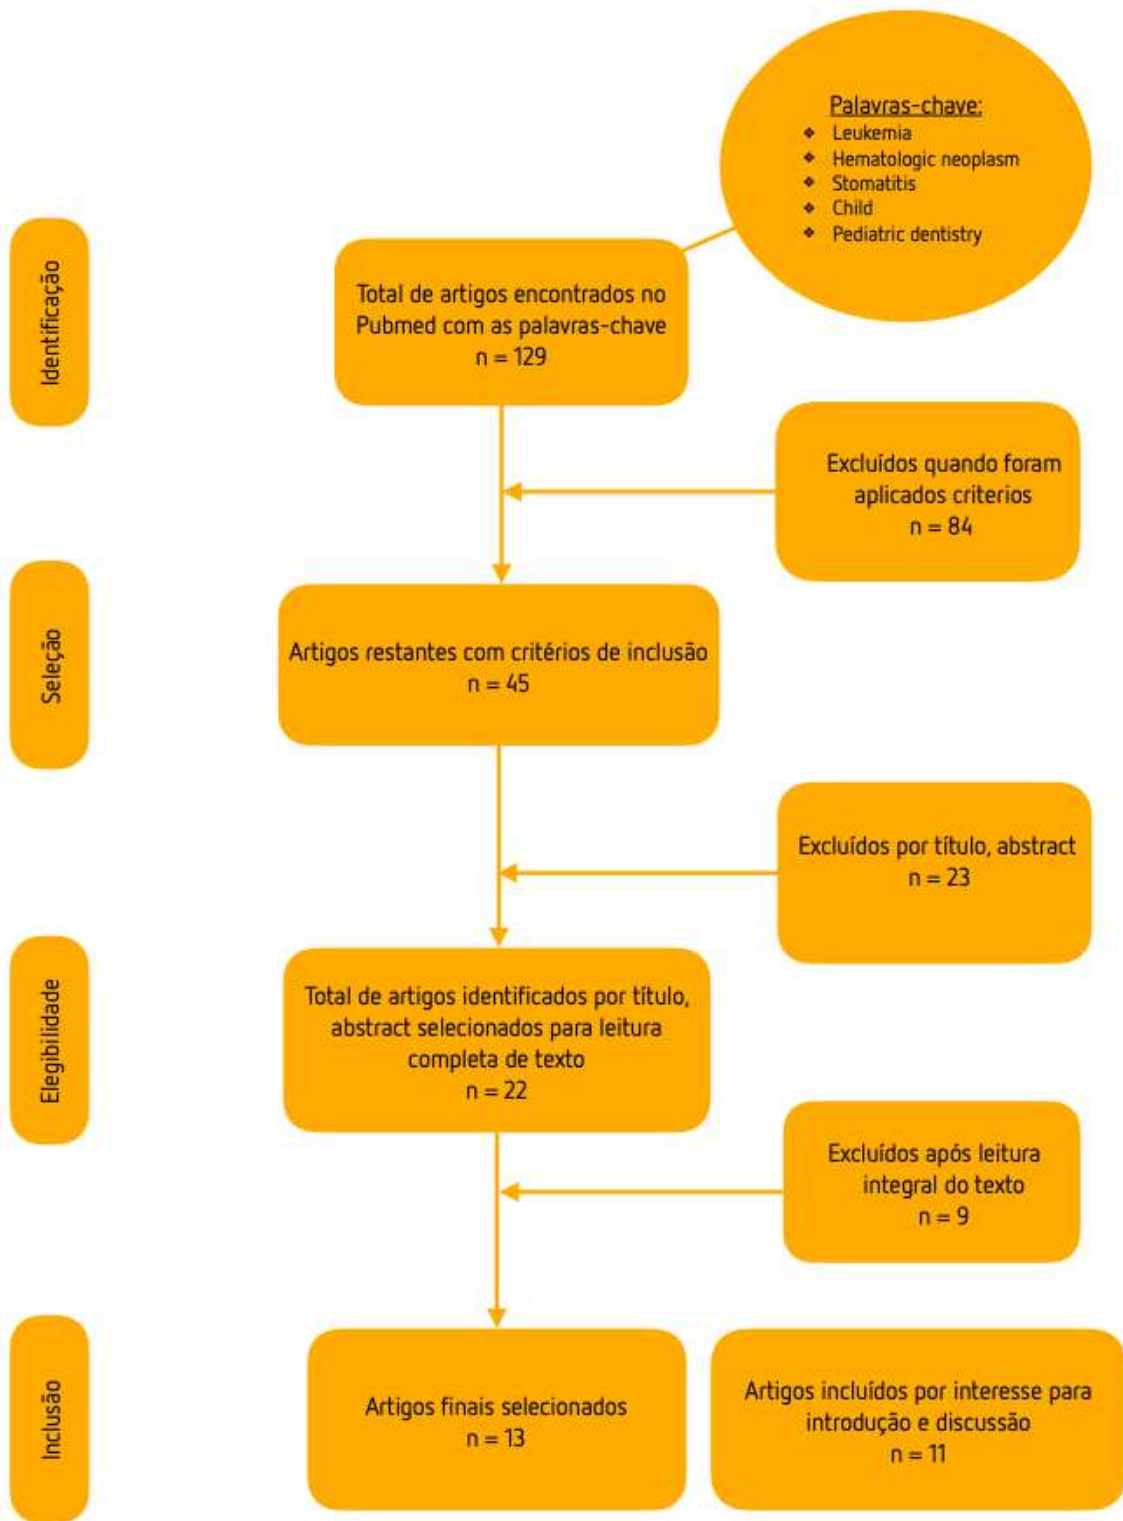 Palavras-chave:
❖ Leukemia
❖ Hematologic neoplasm
❖ Stomatitis
❖ Child
❖ Pediatric dentistry
Identificação
Total de artigos encontrados no
Pubmed com as palavras-chave
n = 129
Excluídos quando foram
aplicados criterios
n = 84
Seleção
Artigos restantes com critérios de inclusão
n = 45
Excluídos por título, abstract
n = 23
Elegibilidade
Total de artigos identificados por título,
abstract selecionados para leitura
completa de texto
n = 22
Excluídos após leitura
integral do texto
n = 9
Inclusão
Artigos finais selecionados
n = 13
Artigos incluídos por interesse para
introdução e discussão
n = 11